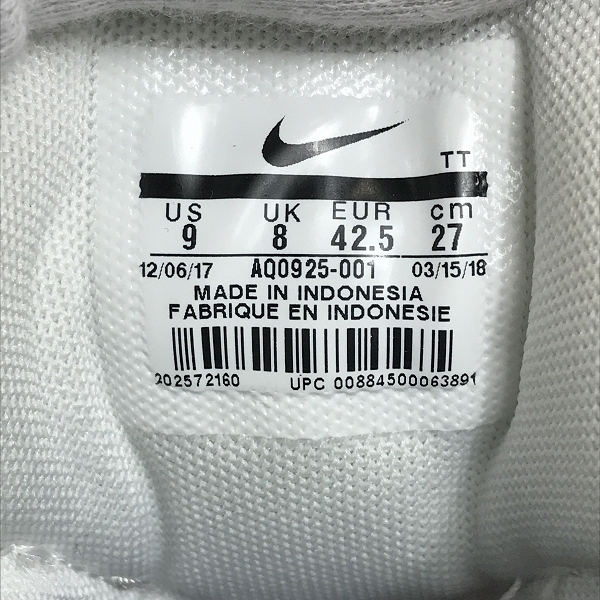 TT
US UK EUR cm
9 8 42.5 27
12/06/17 AQ0925-001 03/15/18
MADE IN INDONESIA
FABRIQUE EN INDONESIE
202572160 UPC 00884500063891